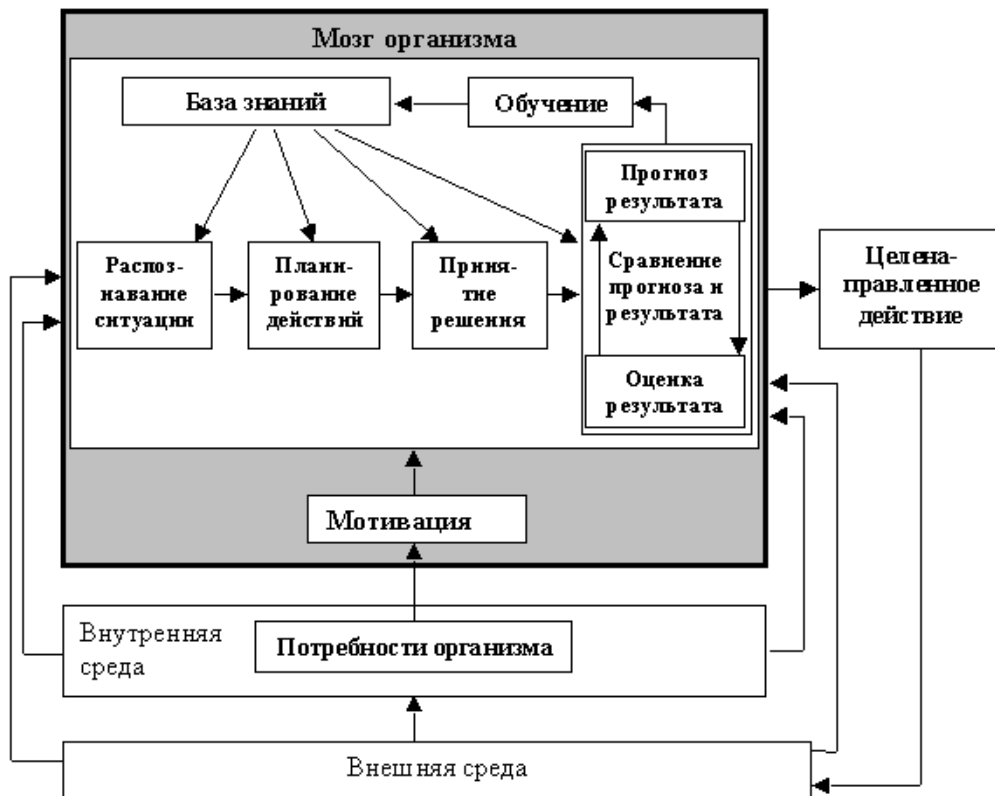 Мозг организма
База знаний
Обучение
Прогноз
результата
Распоз-
навание
ситуации
Плани-
рование
действий
Приня-
тие
решения
Сравнение
прогноза и
результата
Оценка
результата
Целена-
правленное
действие
Мотивация
Внутренняя
среда
Потребности организма
Внешняя среда